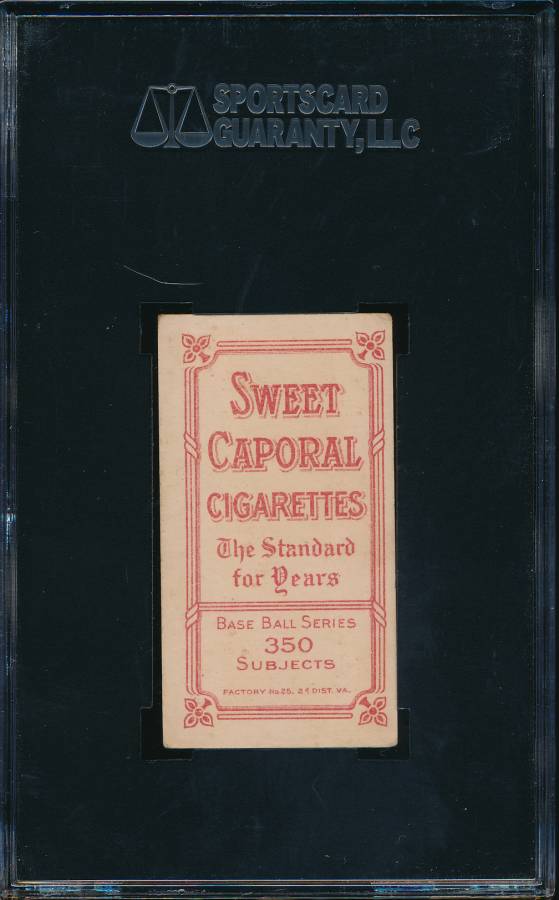 SPORTSCARD
GUARANTY, LLC
SWEET
CAPORAL
CIGARETTES
The Standard
for Years
BASE BALL SERIES
350
SUBJECTS
FACTORY No 25, 2d DIST. VA.